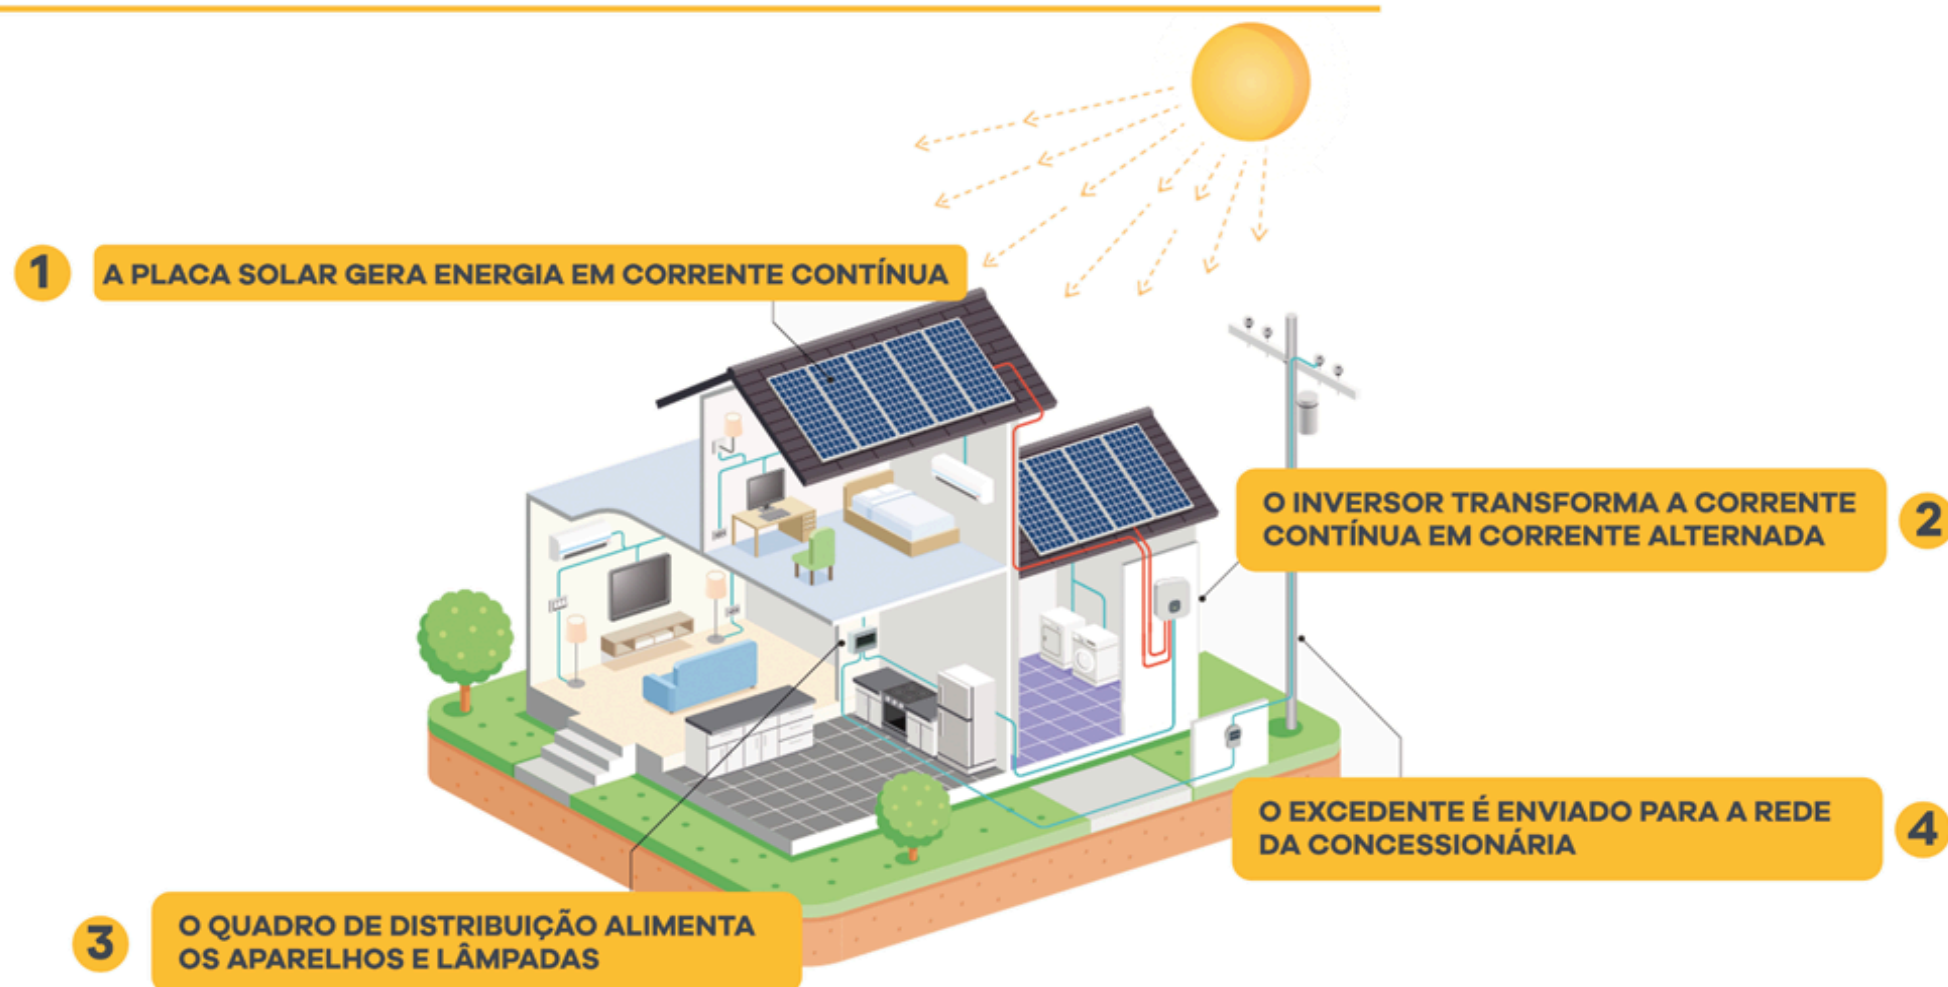 1
A PLACA SOLAR GERA ENERGIA EM CORRENTE CONTÍNUA
O INVERSOR TRANSFORMA A CORRENTE
CONTÍNUA EM CORRENTE ALTERNADA
2
O QUADRO DE DISTRIBUIÇÃO ALIMENTA
OS APARELHOS E LÂMPADAS
3
O EXCEDENTE É ENVIADO PARA A REDE
DA CONCESSIONÁRIA
4